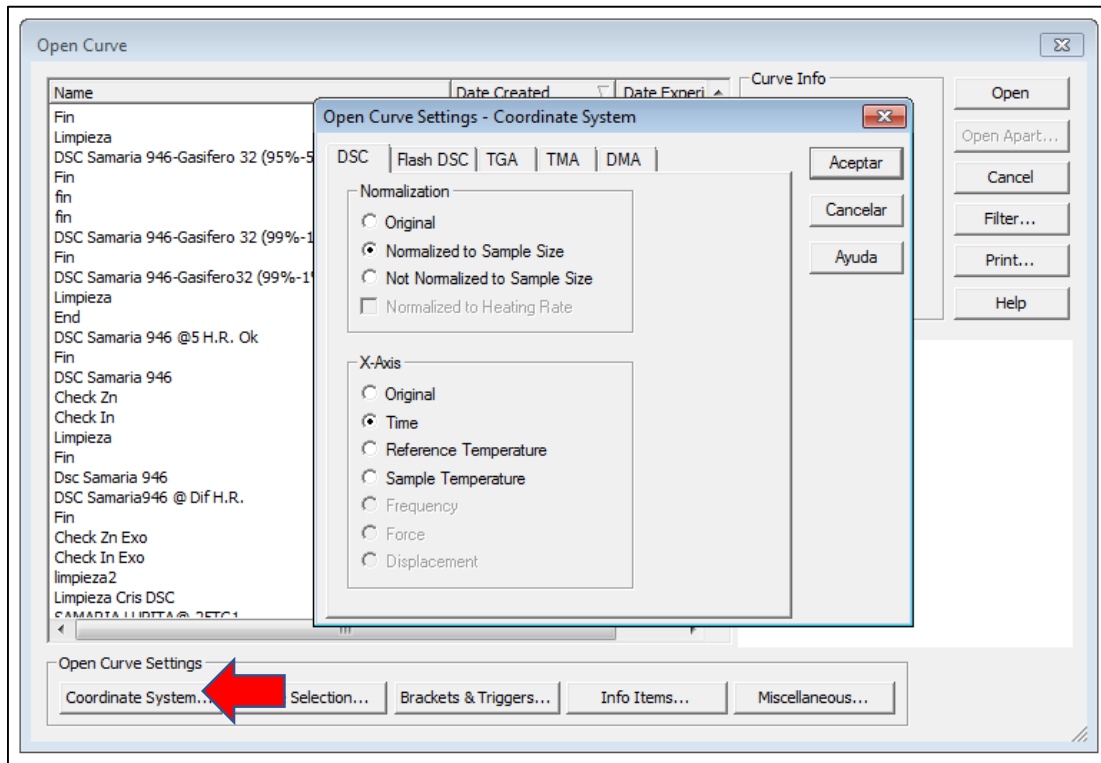 Open Curve
Name
Date Created
Date Experi
Fin
Limpieza
DSC Samaria 946-Gasifero 32 (95%-5
Fin
fin
fin
DSC Samaria 946-Gasifero 32 (99%-1
Fin
DSC Samaria 946-Gasifero32 (99%-1
Limpieza
End
DSC Samaria 946 @5 H.R. Ok
Fin
DSC Samaria 946
Check Zn
Check In
Limpieza
Fin
Dsc Samaria 946
DSC Samaria946 @ Dif H.R.
Fin
Check Zn Exo
Check In Exo
limpieza2
Limpieza Cris DSC
Curve Info
Open
Open Apart...
Cancel
Filter...
Print...
Help
Open Curve Settings - Coordinate System
DSC
Flash DSC
TGA
TMA
DMA
Normalization
Original
Normalized to Sample Size
Not Normalized to Sample Size
Normalized to Heating Rate
X-Axis
Original
Time
Reference Temperature
Sample Temperature
Frequency
Force
Displacement
Aceptar
Cancelar
Ayuda
Open Curve Settings
Coordinate System...
Selection...
Brackets & Triggers...
Info Items...
Miscellaneous...